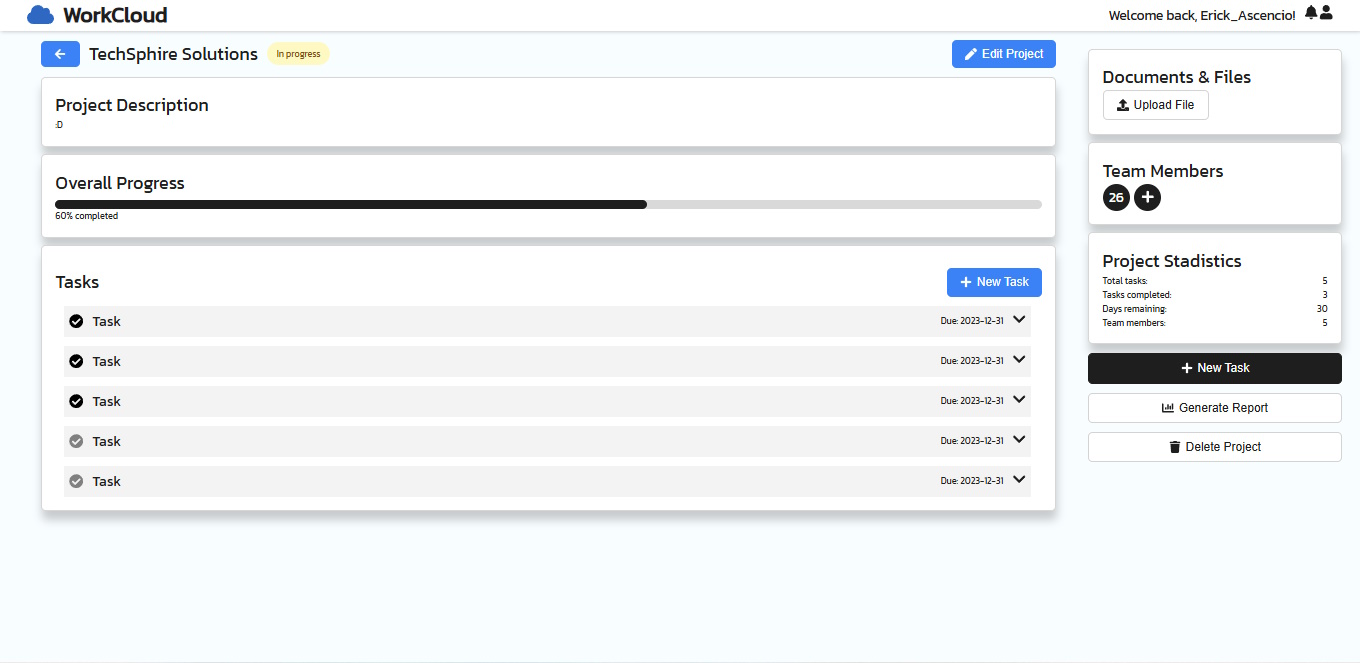 WorkCloud
Welcome back, Erick_Ascencio!
TechSphire Solutions
In progress
Edit Project
Project Description
:D
Overall Progress
60% completed
Tasks
New Task
Task
Due: 2023-12-31
Task
Due: 2023-12-31
Task
Due: 2023-12-31
Task
Due: 2023-12-31
Task
Due: 2023-12-31
Documents & Files
Upload File
Team Members
26
Project Stadistics
Total tasks: 5
Tasks completed: 3
Days remaining: 30
Team members: 5
New Task
Generate Report
Delete Project